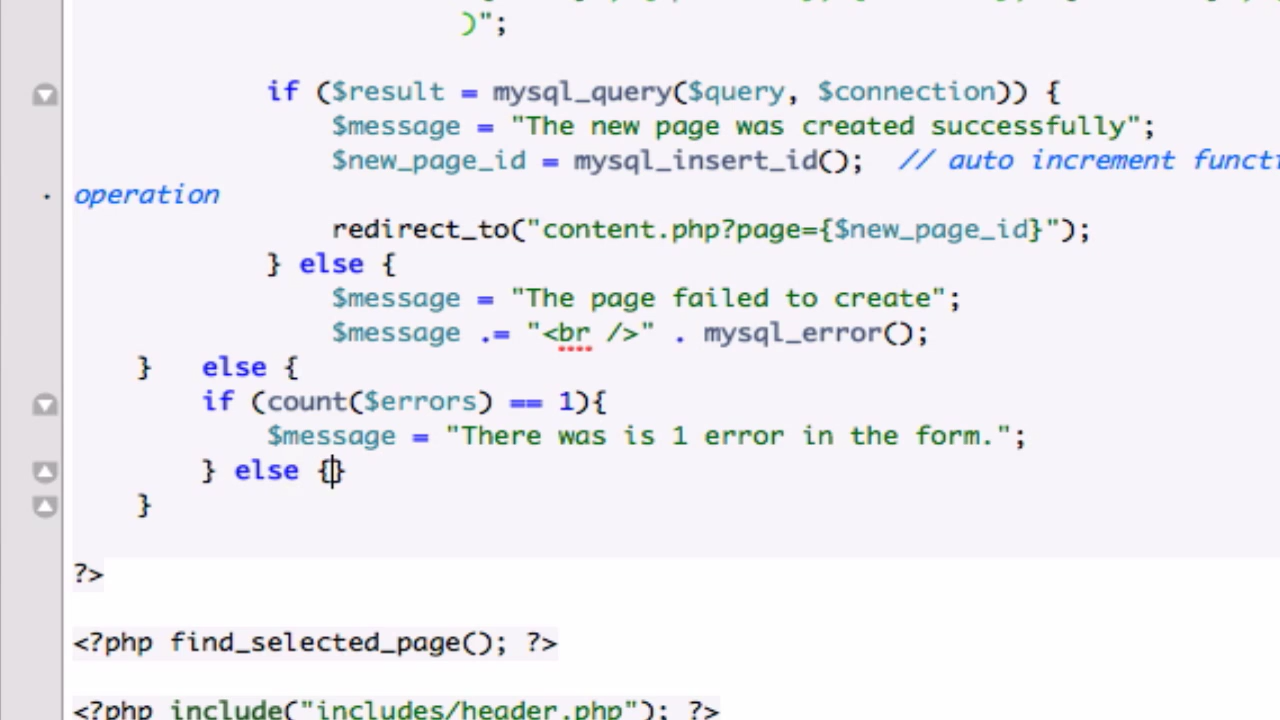 )";
if ($result = mysql_query($query, $connection)) {
$message = "The new page was created successfully";
$new_page_id = mysql_insert_id(); // auto increment
operation
redirect_to("content.php?page={$new_page_id}");
} else {
$message = "The page failed to create";
$message .= "<br />" . mysql_error();
} else {
if (count($errors) == 1){
$message = "There was is 1 error in the form.";
} else {}
}
?>
<?php find_selected_page(); ?>
<?php include("includes/header.php"); ?>